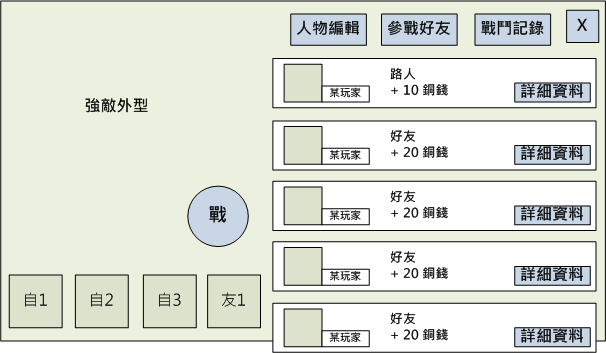 人物編輯
參戰好友
戰鬥記錄
X
強敵外型
戰
自1
自2
自3
友1
某玩家
路人
+ 10 銅錢
詳細資料
某玩家
好友
+ 20 銅錢
詳細資料
某玩家
好友
+ 20 銅錢
詳細資料
某玩家
好友
+ 20 銅錢
詳細資料
某玩家
好友
+ 20 銅錢
詳細資料